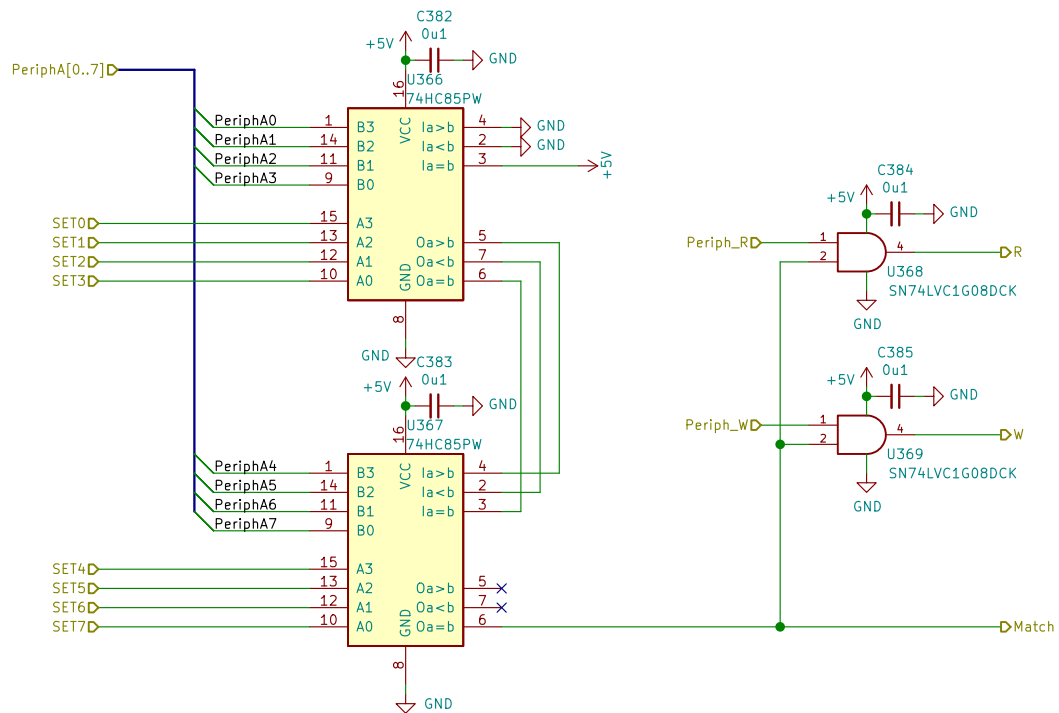 C382
0u1
+5V
GND
PeriphA[0..7]
U366
74HC85PW
16
VCC
PeriphA0 1 B3
PeriphA1 14 B2
PeriphA2 11 B1
PeriphA3 9 B0
Ia>b 4 GND
Ia<b 2 GND
Ia=b 3 +5V
SET0 15 A3
SET1 13 A2
SET2 12 A1
SET3 10 A0
Oa>b 5
Oa<b 7
Oa=b 6
GND
8
GND
C383
0u1
+5V
GND
U367
74HC85PW
16
VCC
PeriphA4 1 B3
PeriphA5 14 B2
PeriphA6 11 B1
PeriphA7 9 B0
Ia>b 4
Ia<b 2
Ia=b 3
SET4 15 A3
SET5 13 A2
SET6 12 A1
SET7 10 A0
Oa>b 5
Oa<b 7
Oa=b 6
GND
8
GND
C384
0u1
+5V
GND
Periph_R 1
2
4 R
U368
SN74LVC1G08DCK
GND
C385
0u1
+5V
GND
Periph_W 1
2
4 W
U369
SN74LVC1G08DCK
GND
Match